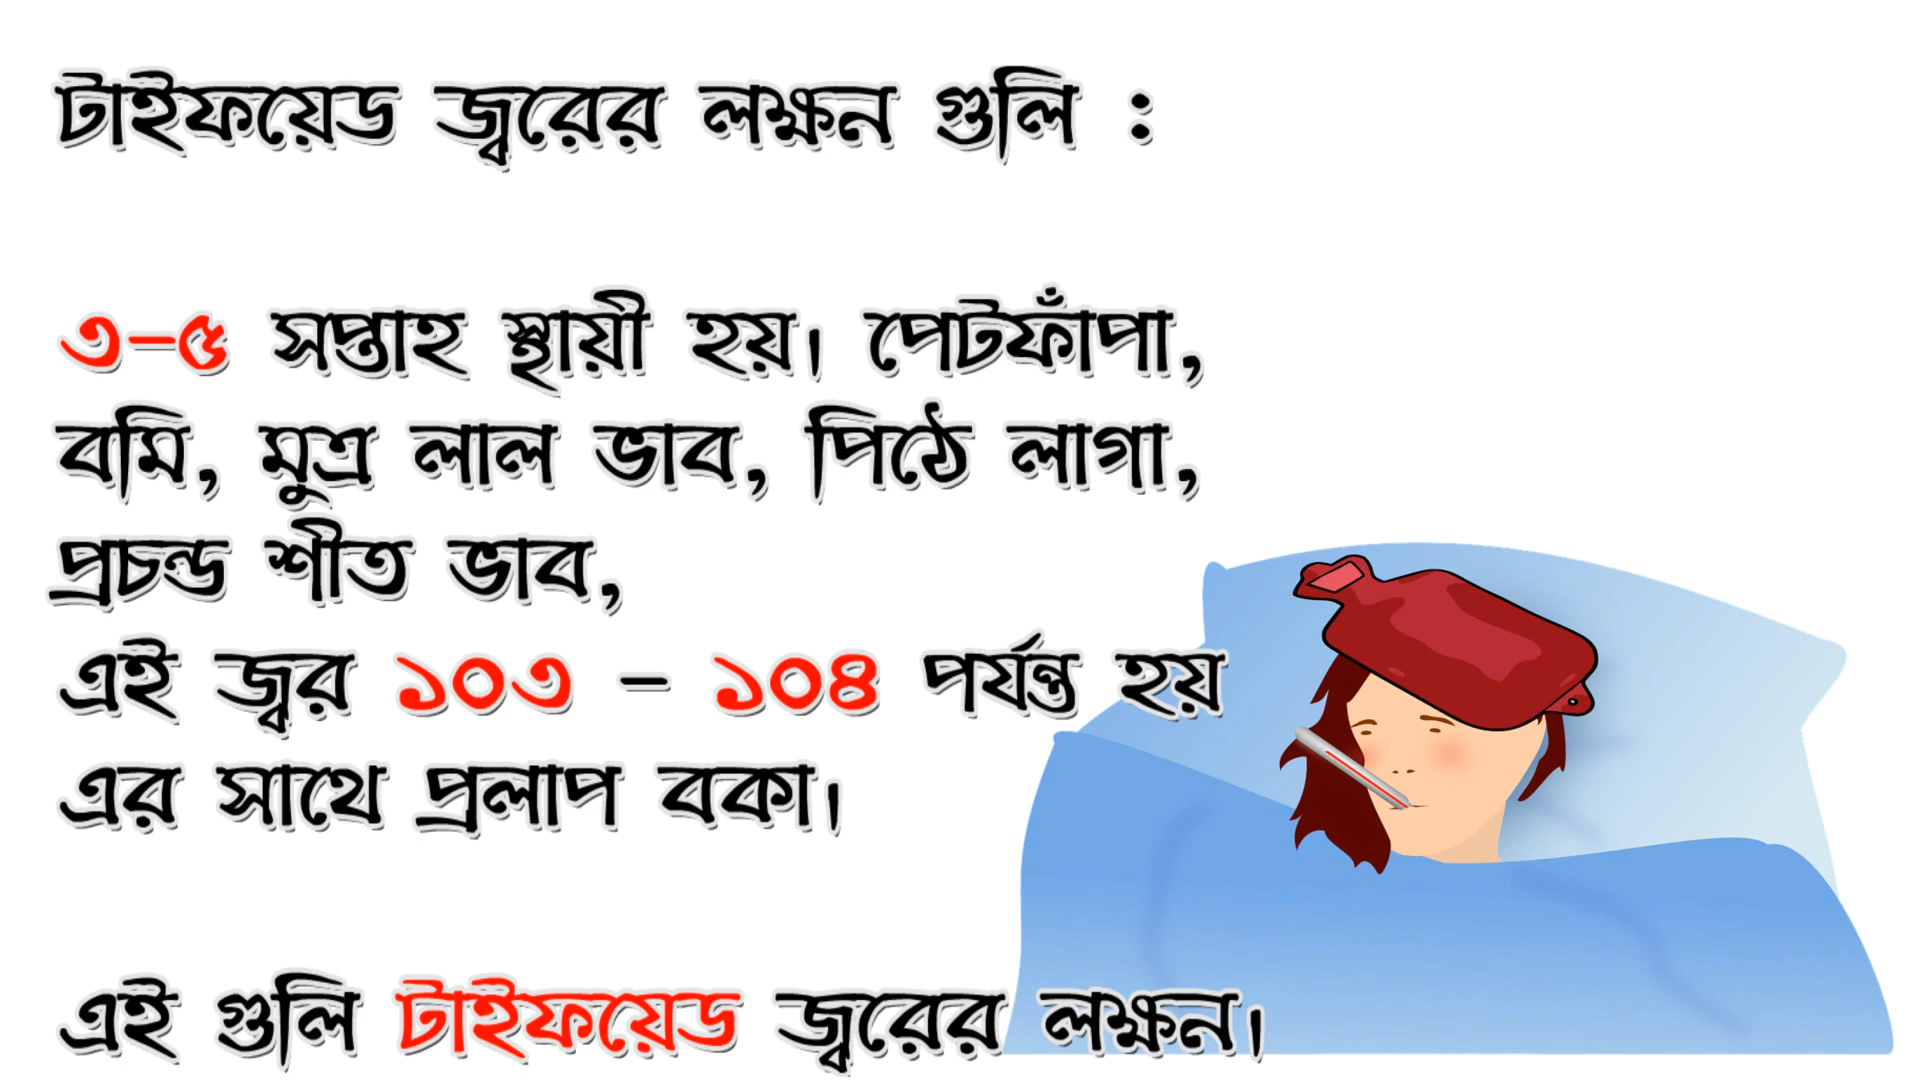 টাইফয়েড জ্বরের লক্ষন গুলি :
৩-৫ সপ্তাহ স্থায়ী হয়। পেটফাঁপা,
বমি, মুত্র লাল ভাব, পিঠে লাগা,
প্রচন্ড শীত ভাব,
এই জ্বর ১০৩ - ১০৪ পর্যন্ত হয়
এর সাথে প্রলাপ বকা।
এই গুলি টাইফয়েড জ্বরের লক্ষন।